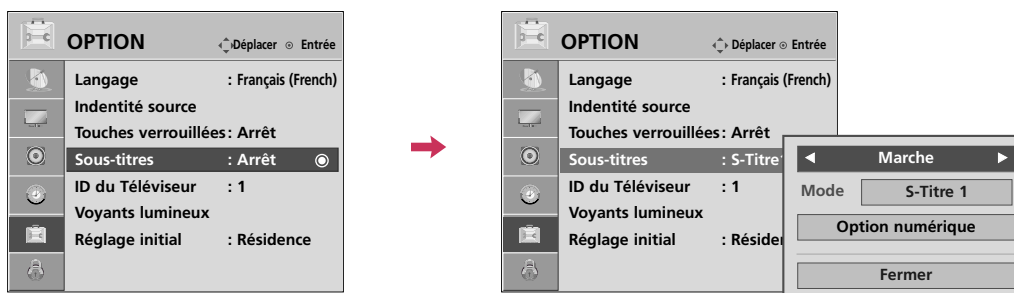 OPTION
Déplacer Entrée
Langage : Français (French)
Indentité source
Touches verrouillées : Arrêt
Sous-titres : Arrêt
ID du Téléviseur : 1
Voyants lumineux
Réglage initial : Résidence
OPTION
Déplacer Entrée
Langage : Français (French)
Indentité source
Touches verrouillées : Arrêt
Sous-titres : S-Titre
ID du Téléviseur : 1
Voyants lumineux
Réglage initial
Marche
Mode S-Titre 1
Option numérique
Fermer